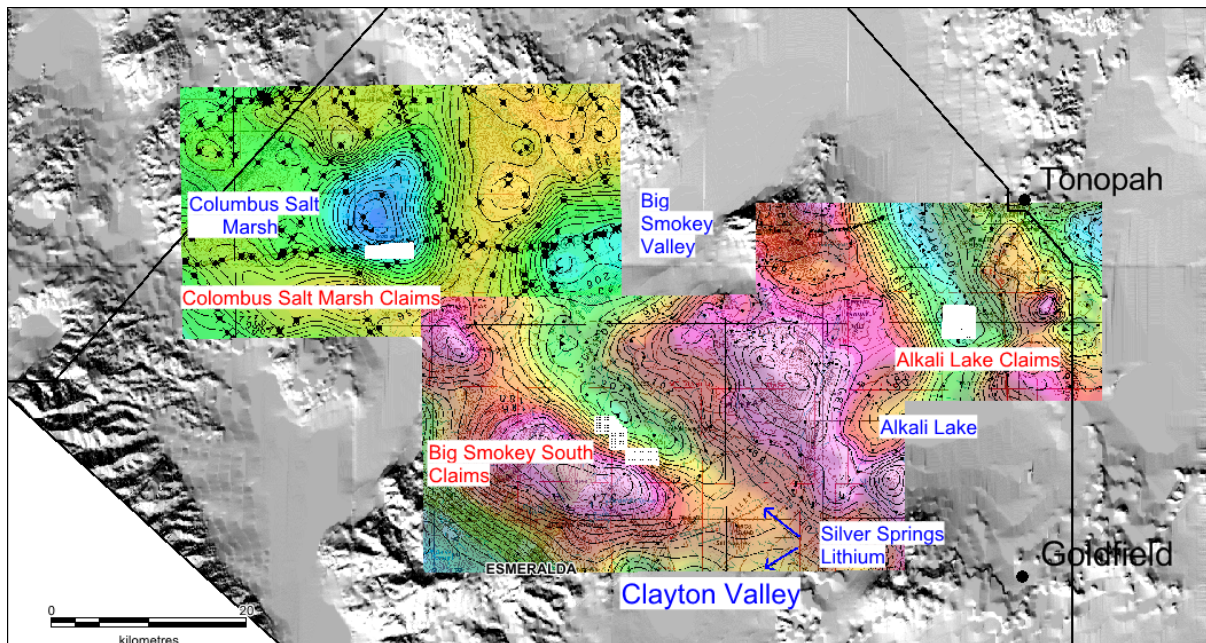 Tonopah
Columbus Salt
Marsh
Big
Smokey
Valley
Colombus Salt Marsh Claims
Alkali Lake Claims
Alkali Lake
Big Smokey South
Claims
Silver Springs
Lithium
Goldfield
ESMERALDA
Clayton Valley
0
20
kilometres